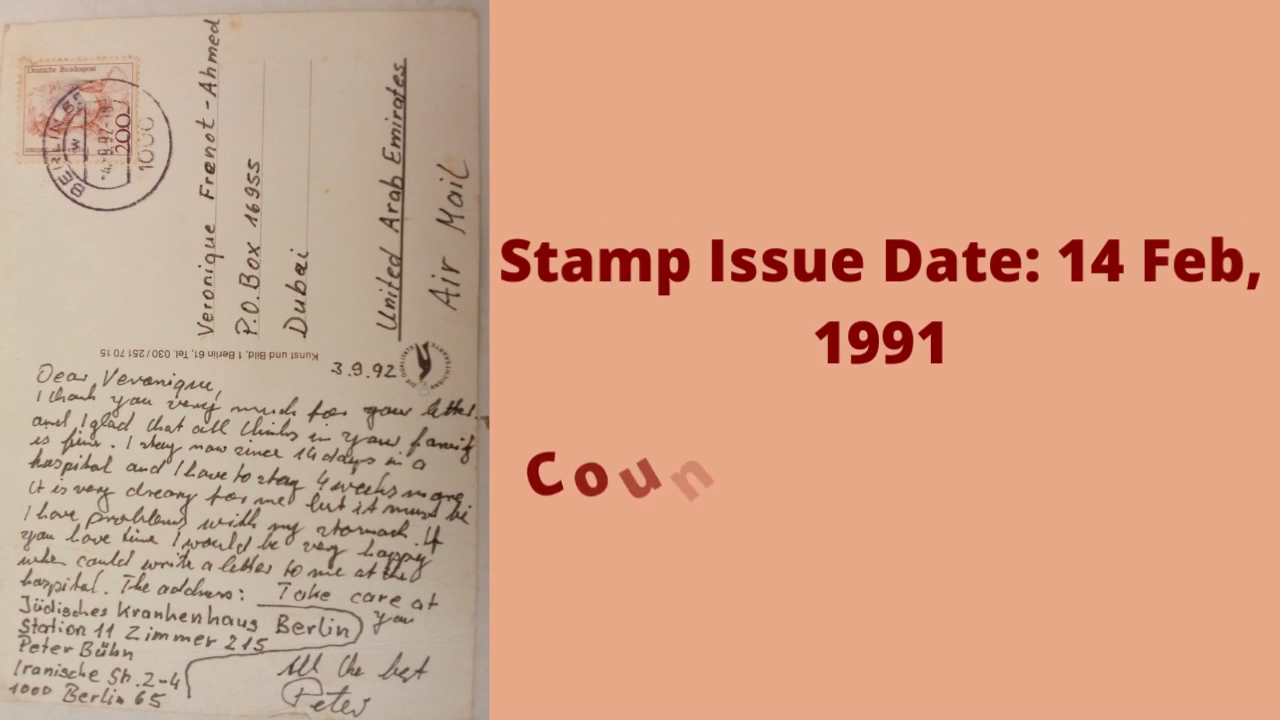 Deutsche Bundespost
200
BERLIN
1000
Veronique Frenot-Ahmed
P.O.Box 16955
Dubai
United Arab Emirates
Air Mail
Kunst und Bild, 1 Berlin 61, Tel. 030 / 251 70 15
3.9.92
Dear Veronique,
I thank you very much for your letter
and I glad that all thinks in your family
is fine. I stay now since 14 days in a
hospital and I have to stay 4 weeks more.
It is very dreary for me but it must be
I have problems with my stomach. If
you have time I would be very happy
when could write a letter to me at the
hospital. The address: Take care at
you
Jüdisches Krankenhaus Berlin
Station 11 Zimmer 215
Peter Bühn
Iranische Str. 2-4
1000 Berlin 65
All the best
Peter
Stamp Issue Date: 14 Feb,
1991
Coun